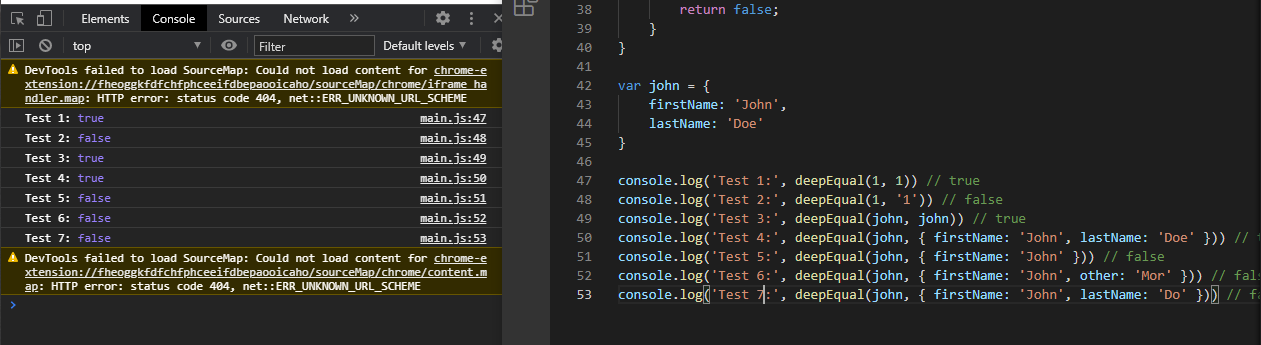 Elements Console Sources Network »
top Filter Default levels
DevTools failed to load SourceMap: Could not load content for chrome-e
xtension://fheoggkfdfchfphceeifdbepaooicaho/sourceMap/chrome/iframe_ha
ndler.map: HTTP error: status code 404, net::ERR_UNKNOWN_URL_SCHEME
Test 1: true main.js:47
Test 2: false main.js:48
Test 3: true main.js:49
Test 4: true main.js:50
Test 5: false main.js:51
Test 6: false main.js:52
Test 7: false main.js:53
DevTools failed to load SourceMap: Could not load content for chrome-e
xtension://fheoggkfdfchfphceeifdbepaooicaho/sourceMap/chrome/content.m
ap: HTTP error: status code 404, net::ERR_UNKNOWN_URL_SCHEME
38 return false;
39 }
40 }
41
42 var john = {
43 firstName: 'John',
44 lastName: 'Doe'
45 }
46
47 console.log('Test 1:', deepEqual(1, 1)) // true
48 console.log('Test 2:', deepEqual(1, '1')) // false
49 console.log('Test 3:', deepEqual(john, john)) // true
50 console.log('Test 4:', deepEqual(john, { firstName: 'John', lastName: 'Doe' })) //
51 console.log('Test 5:', deepEqual(john, { firstName: 'John' })) // false
52 console.log('Test 6:', deepEqual(john, { firstName: 'John', other: 'Mor' })) // fal
53 console.log('Test 7:', deepEqual(john, { firstName: 'John', lastName: 'Do' })) // f